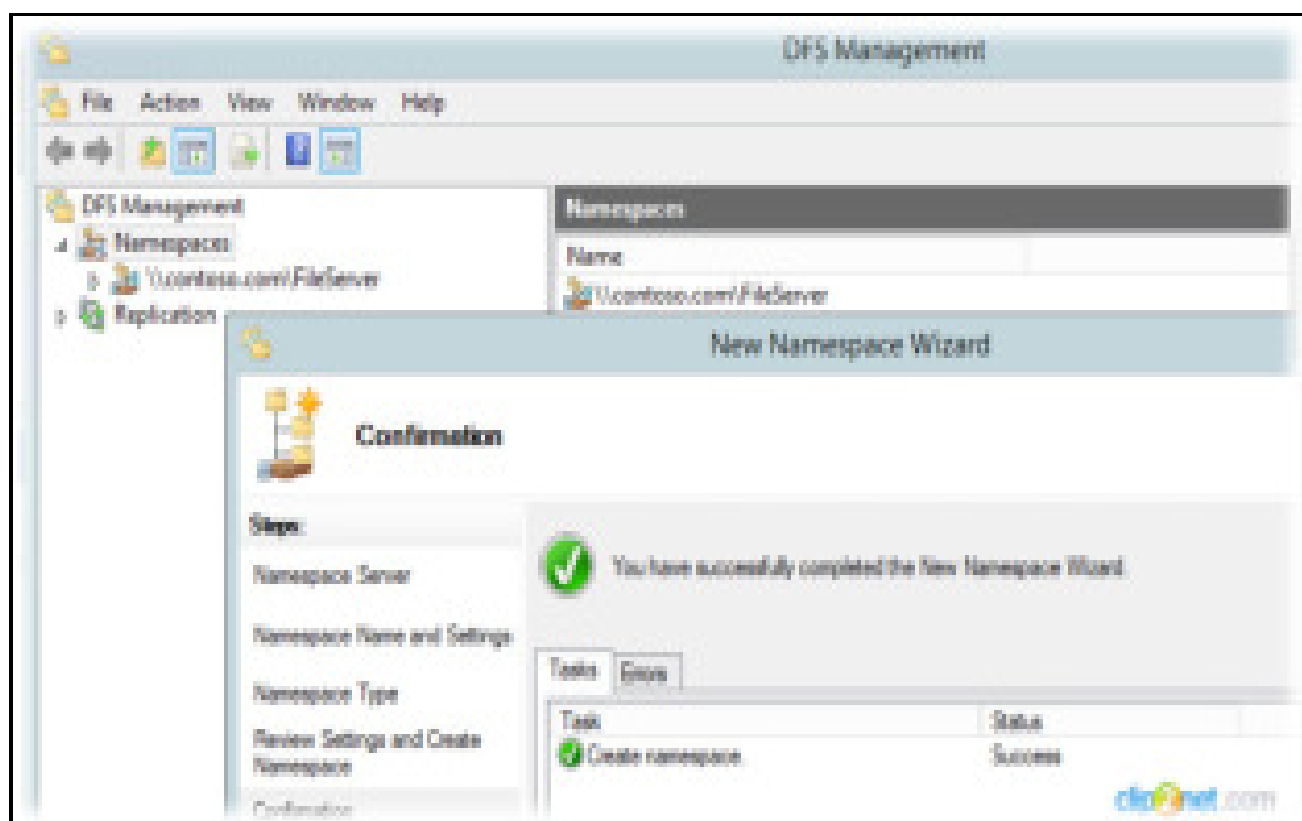 DFS Management
File Action View Window Help
DFS Management
Namespaces
\\contoso.com\FileServer
Replication
Namespaces
Name
\\contoso.com\FileServer
New Namespace Wizard
Confirmation
Steps:
Namespace Server
Namespace Name and Settings
Namespace Type
Review Settings and Create
Namespace
Confirmation
You have successfully completed the New Namespace Wizard.
Tasks Errors
Task Status
Create namespace. Success
clip2net.com